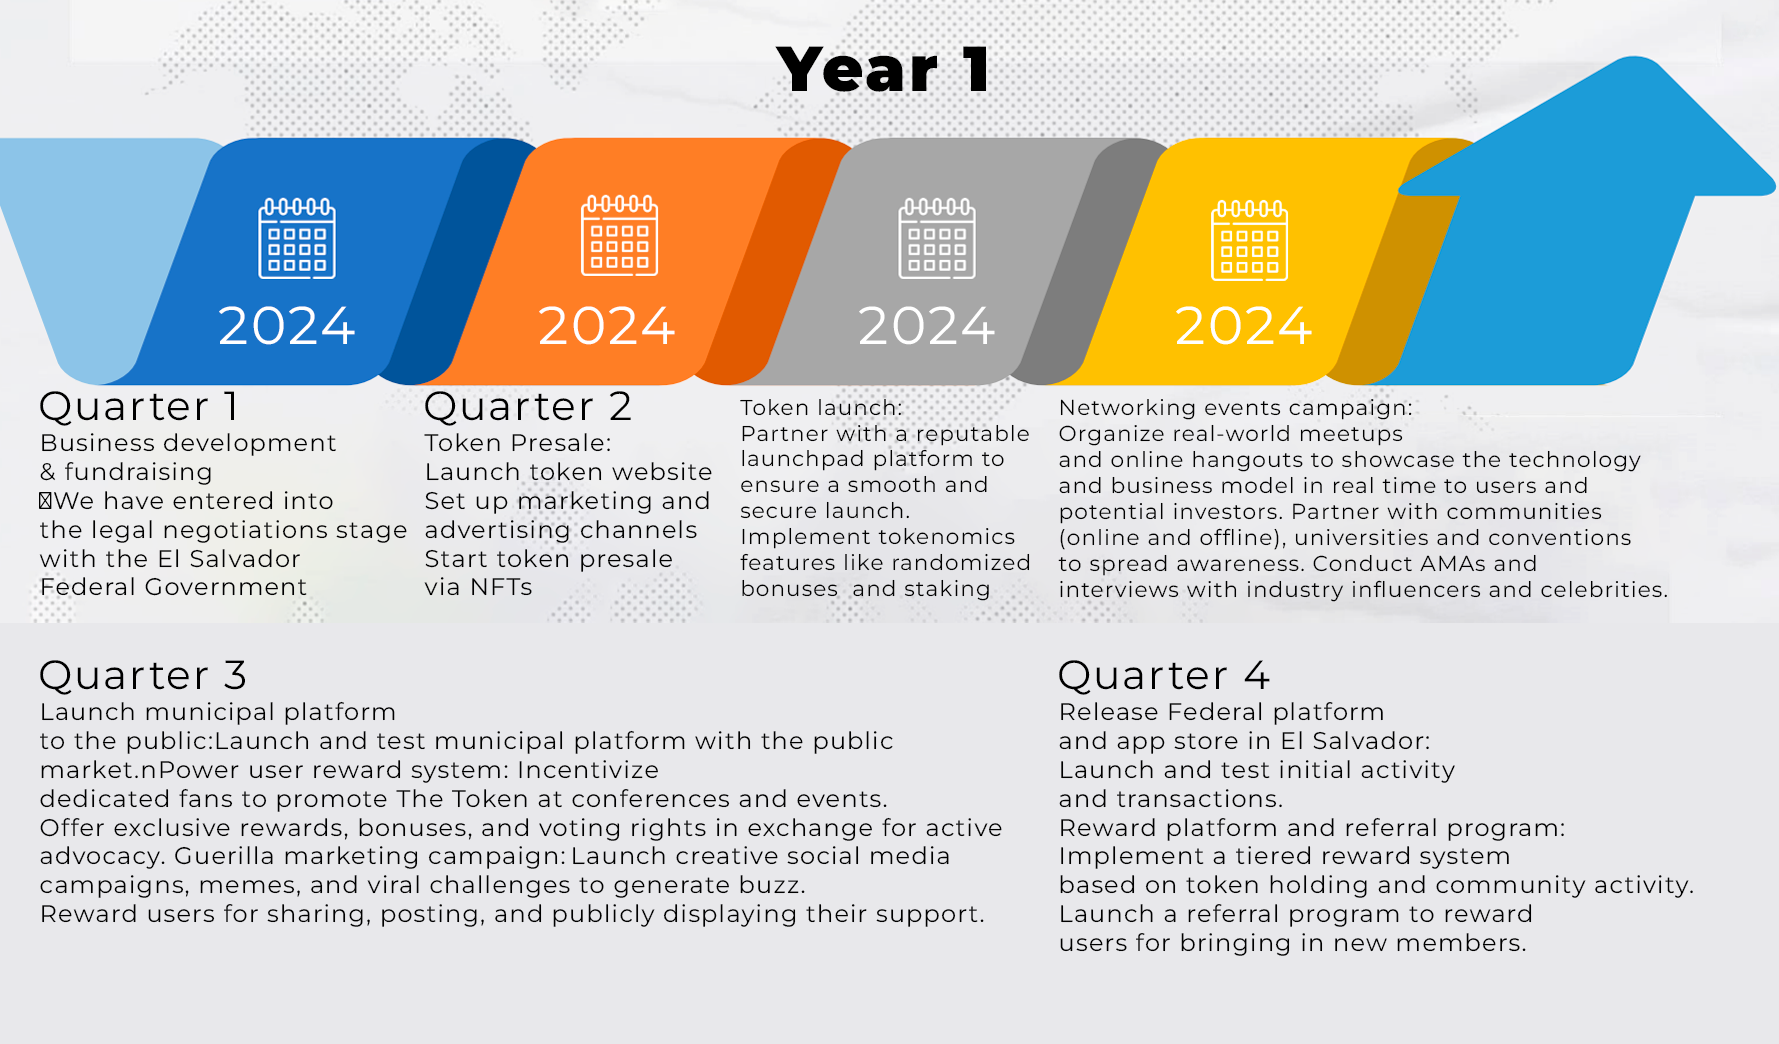 Year 1
2024
2024
2024
2024
Quarter 1
Business development
& fundraising
We have entered into
the legal negotiations stage
with the El Salvador
Federal Government
Quarter 2
Token Presale:
Launch token website
Set up marketing and
advertising channels
Start token presale
via NFTs
Token launch:
Partner with a reputable
launchpad platform to
ensure a smooth and
secure launch.
Implement tokenomics
features like randomized
bonuses and staking
Networking events campaign:
Organize real-world meetups
and online hangouts to showcase the technology
and business model in real time to users and
potential investors. Partner with communities
(online and offline), universities and conventions
to spread awareness. Conduct AMAs and
interviews with industry influencers and celebrities.
Quarter 3
Launch municipal platform
to the public:Launch and test municipal platform with the public
market.nPower user reward system: Incentivize
dedicated fans to promote The Token at conferences and events.
Offer exclusive rewards, bonuses, and voting rights in exchange for active
advocacy. Guerilla marketing campaign: Launch creative social media
campaigns, memes, and viral challenges to generate buzz.
Reward users for sharing, posting, and publicly displaying their support.
Quarter 4
Release Federal platform
and app store in El Salvador:
Launch and test initial activity
and transactions.
Reward platform and referral program:
Implement a tiered reward system
based on token holding and community activity.
Launch a referral program to reward
users for bringing in new members.